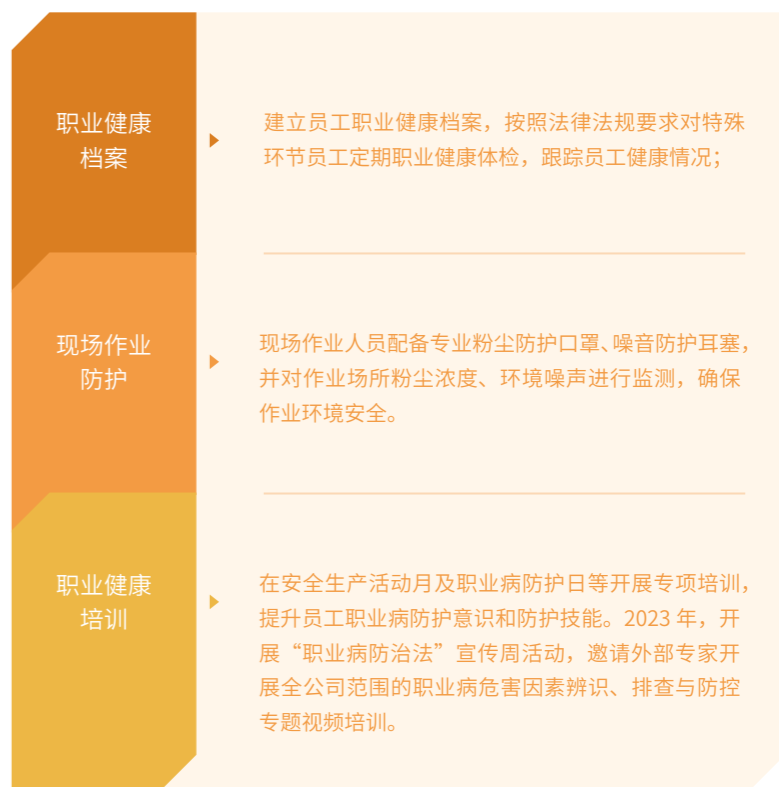 职业健康
档案
建立员工职业健康档案，按照法律法规要求对特殊
环节员工定期职业健康体检，跟踪员工健康情况；
现场作业
防护
现场作业人员配备专业粉尘防护口罩、噪音防护耳塞，
并对作业场所粉尘浓度、环境噪声进行监测，确保
作业环境安全。
职业健康
培训
在安全生产活动月及职业病防护日等开展专项培训，
提升员工职业病防护意识和防护技能。2023 年，开
展“职业病防治法”宣传周活动，邀请外部专家开
展全公司范围的职业病危害因素辨识、排查与防控
专题视频培训。